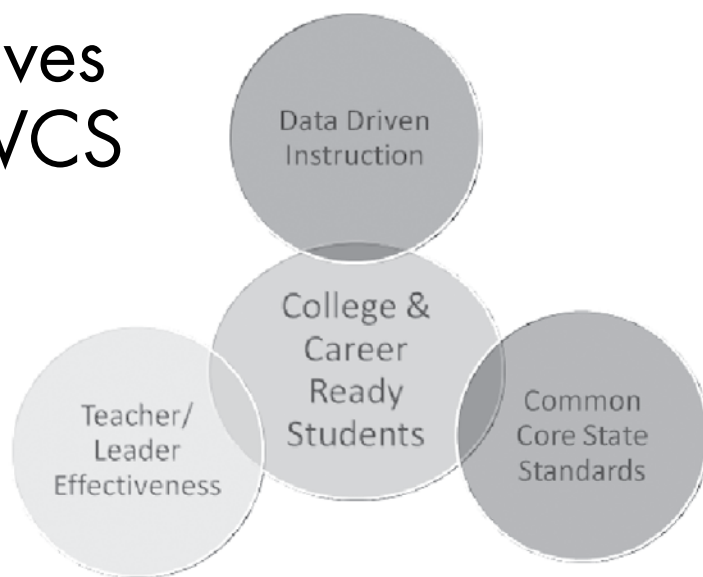 ves
VCS
Data Driven
Instruction
College &
Career
Ready
Students
Teacher/
Leader
Effectiveness
Common
Core State
Standards